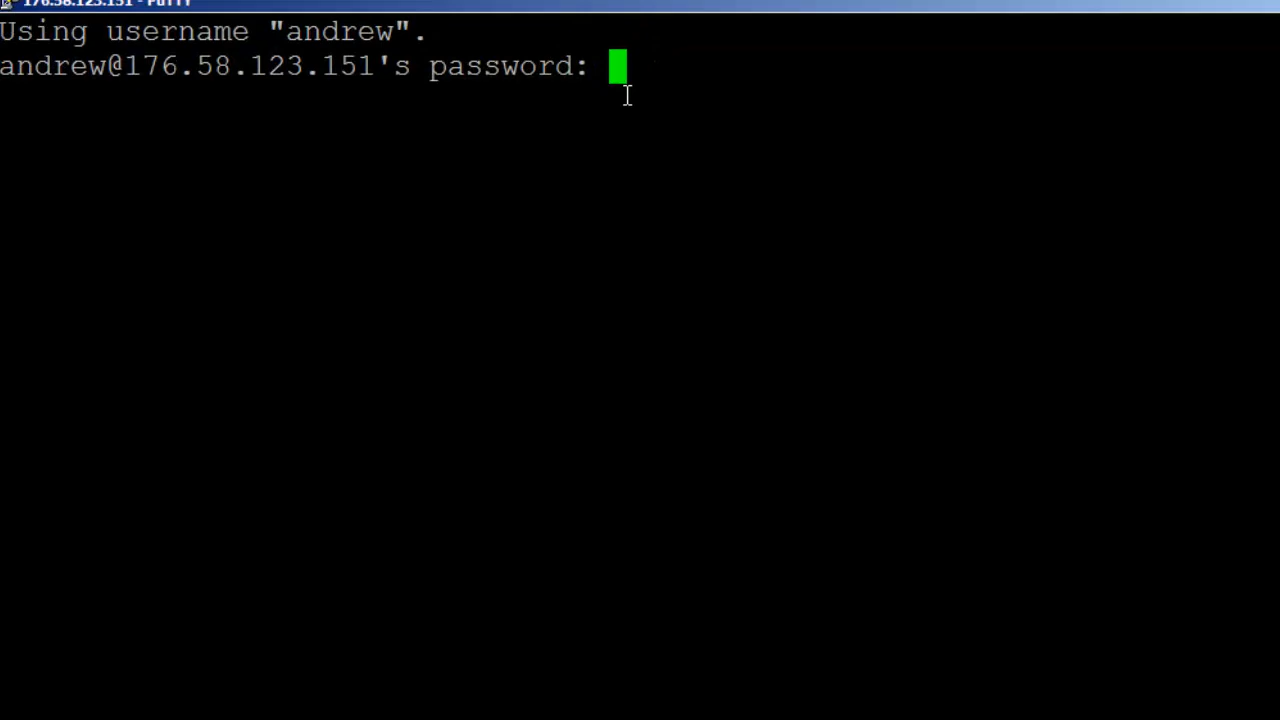 176.58.123.151 - PuTTY
Using username "andrew".
andrew@176.58.123.151's password: